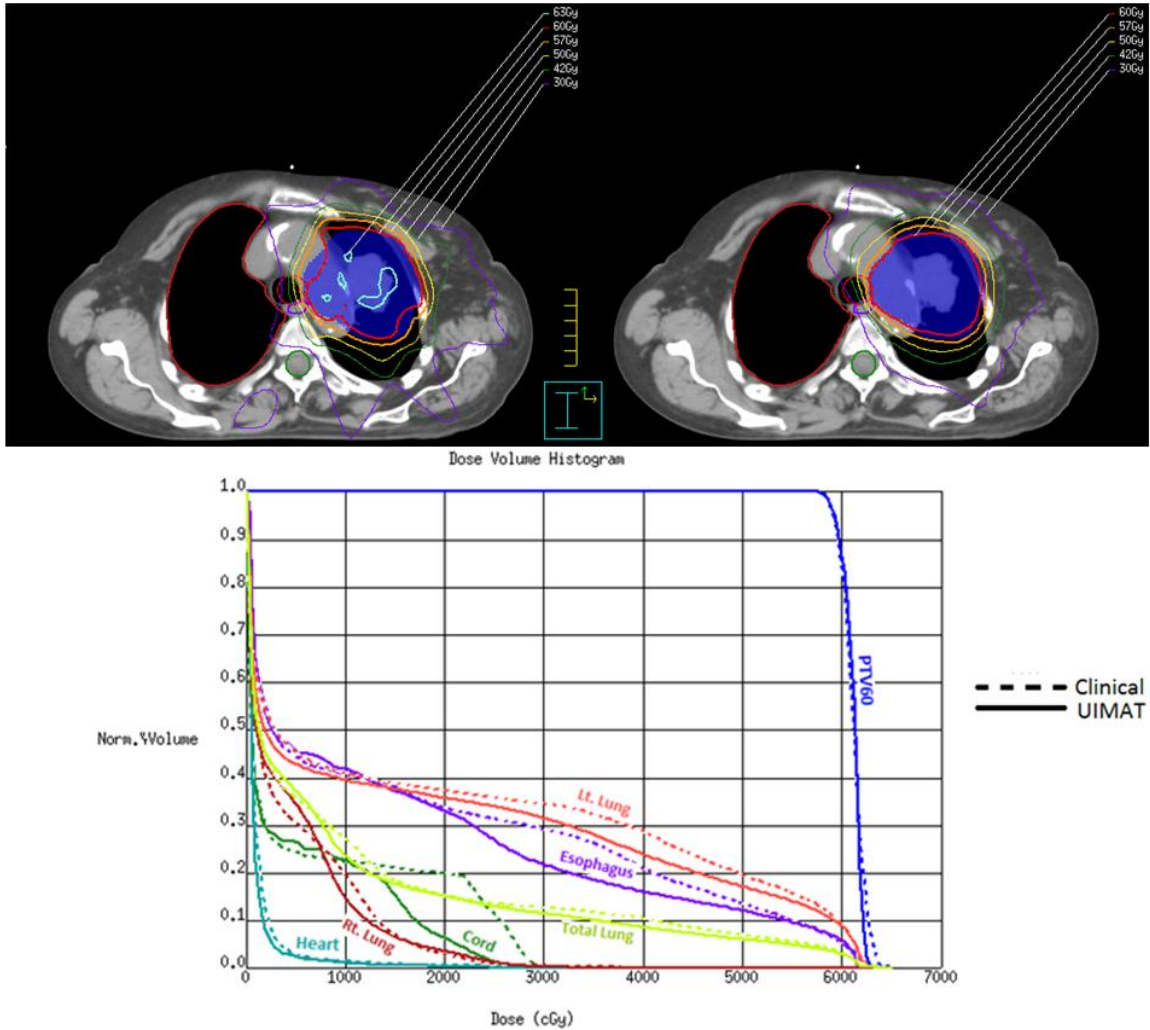 63Gy
60Gy
57Gy
50Gy
42Gy
30Gy
60Gy
57Gy
50Gy
42Gy
30Gy
Dose Volume Histogram
1.0
0.9
0.8
0.7
0.6
0.5
0.4
0.3
0.2
0.1
0.0
Norm.%Volume
PTV60
Lt. Lung
Esophagus
Total Lung
Cord
Rt. Lung
Heart
0 1000 2000 3000 4000 5000 6000 7000
Dose (cGy)
Clinical
UIMAT